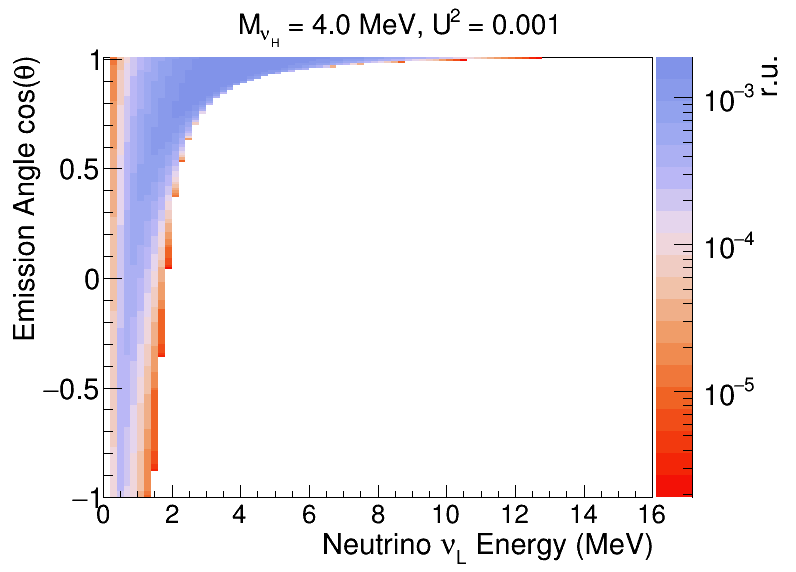 M_{ν_H} = 4.0 MeV, U² = 0.001
Emission Angle cos(θ)
1
0.5
0
−0.5
−1
0 2 4 6 8 10 12 14 16
Neutrino ν_L Energy (MeV)
r.u.
10⁻³
10⁻⁴
10⁻⁵